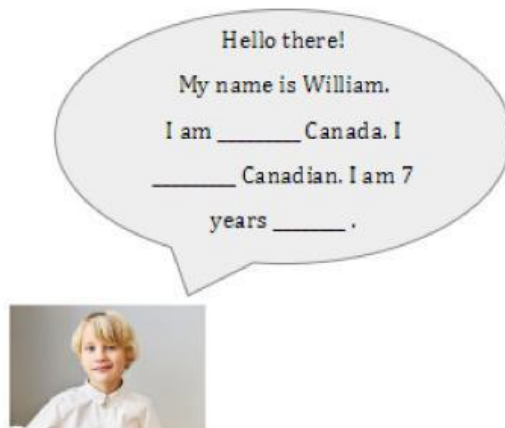 Hello there!
My name is William.
I am ________ Canada. I
________ Canadian. I am 7
years _______ .